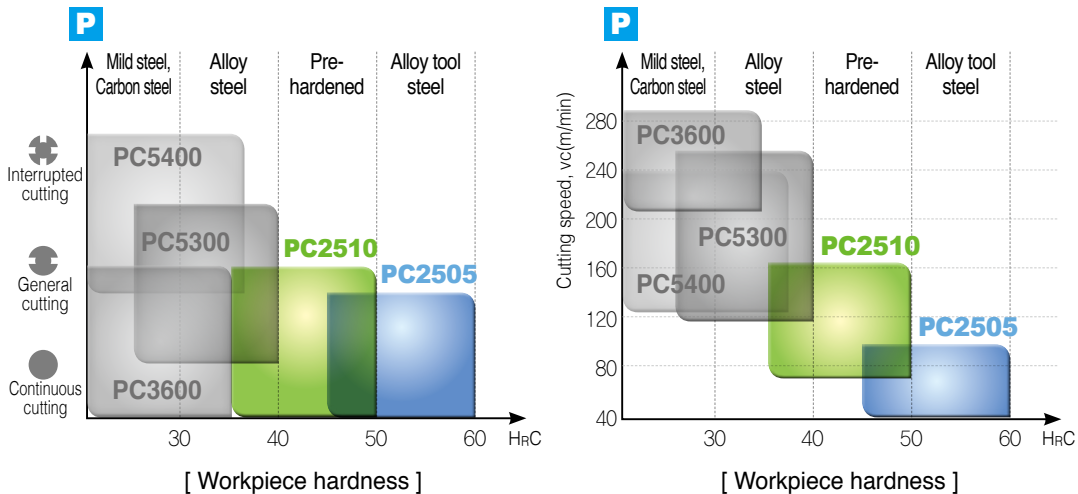 P
Mild steel,
Carbon steel
Alloy
steel
Pre-
hardened
Alloy tool
steel
Interrupted
cutting
General
cutting
Continuous
cutting
PC5400
PC5300
PC2510
PC2505
PC3600
30
40
50
60
HRC
[ Workpiece hardness ]
P
Mild steel,
Carbon steel
Alloy
steel
Pre-
hardened
Alloy tool
steel
Cutting speed, vc(m/min)
280
240
200
160
120
80
40
PC3600
PC5300
PC2510
PC5400
PC2505
30
40
50
60
HRC
[ Workpiece hardness ]